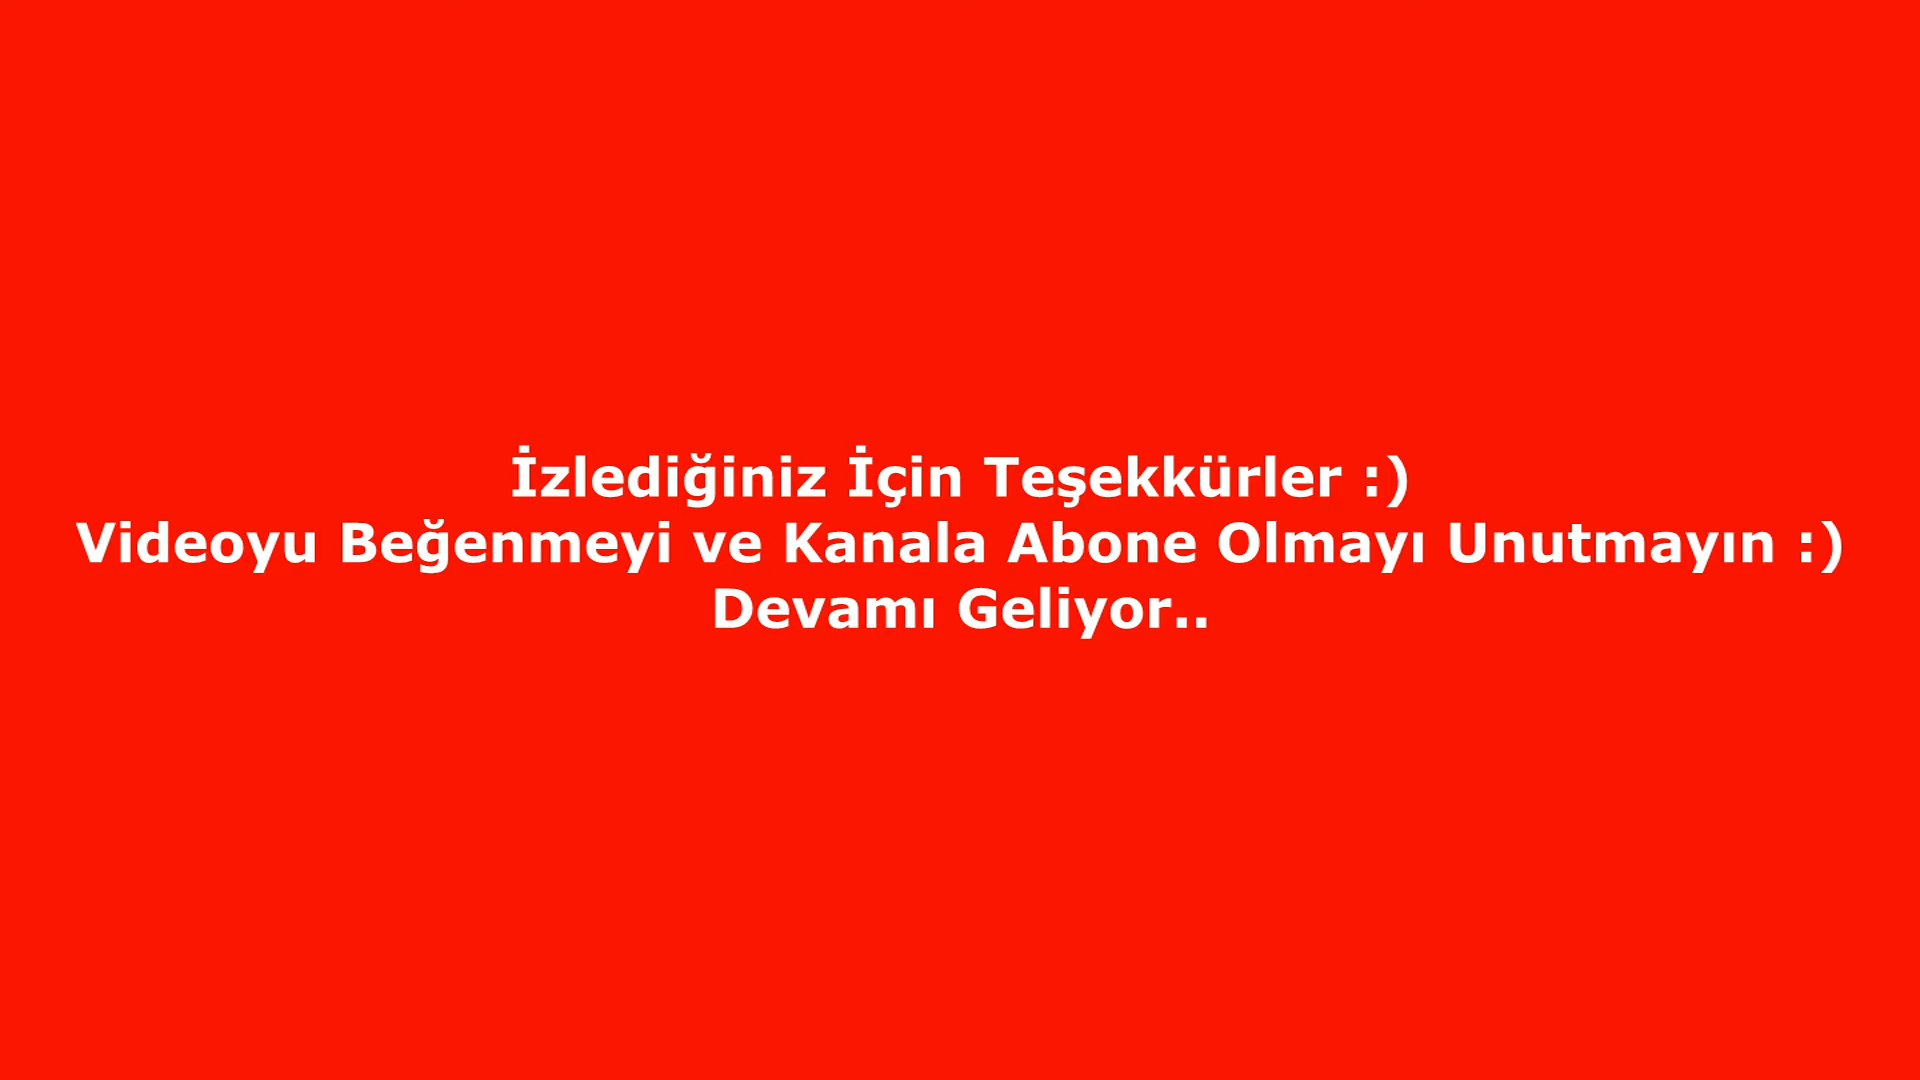 İzlediğiniz İçin Teşekkürler :)
Videoyu Beğenmeyi ve Kanala Abone Olmayı Unutmayın :)
Devamı Geliyor..